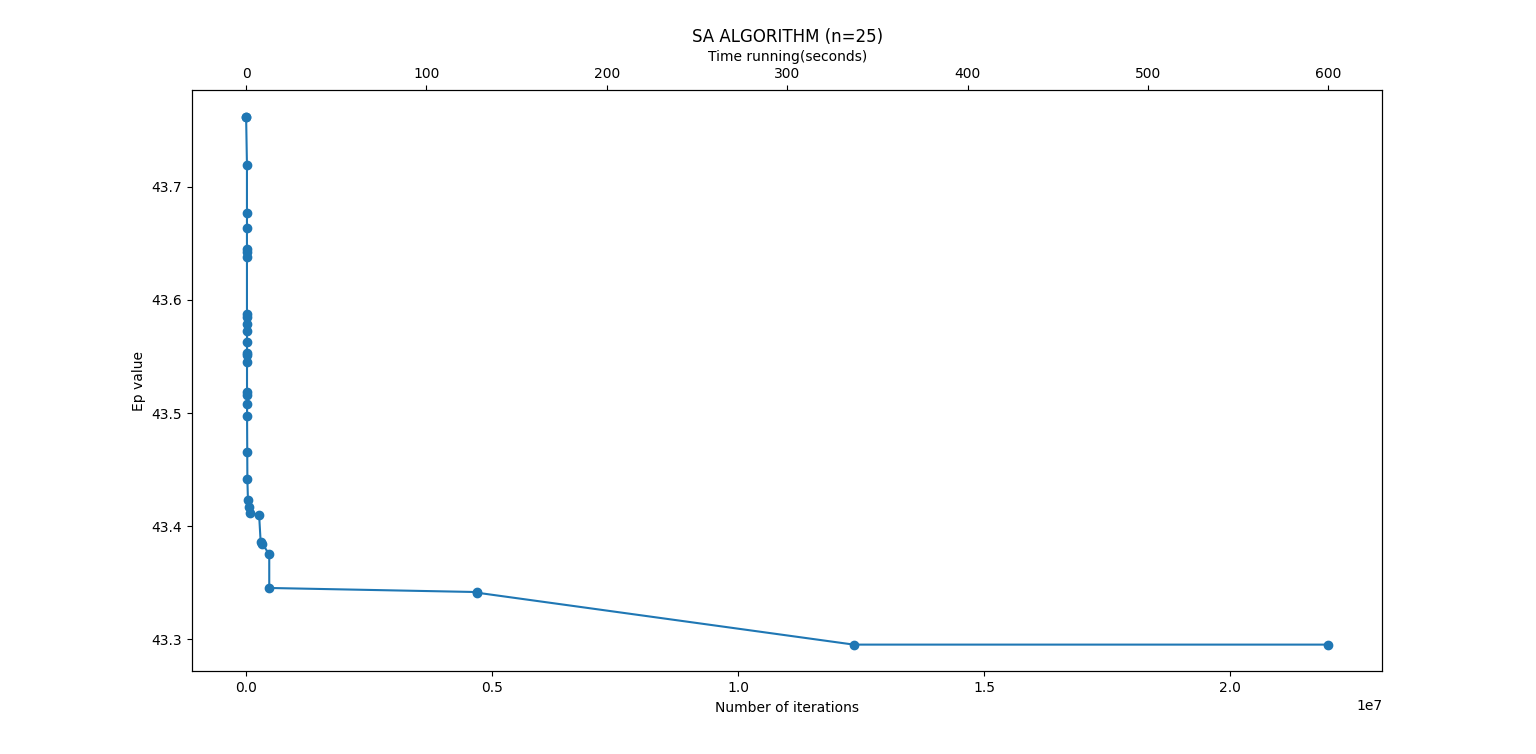 SA ALGORITHM (n=25)
Time running(seconds)
0 100 200 300 400 500 600
43.7
43.6
43.5
43.4
43.3
Ep value
0.0 0.5 1.0 1.5 2.0
Number of iterations
1e7